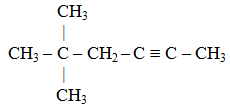 CH₃
CH₃ – C – CH₂ – C ≡ C – CH₃
CH₃